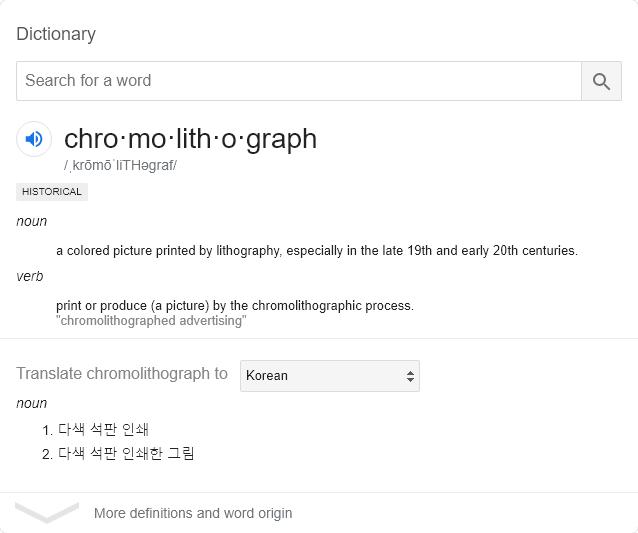 Dictionary
Search for a word
chro·mo·lith·o·graph
/ˌkrōmōˈliTHəɡraf/
HISTORICAL
noun
a colored picture printed by lithography, especially in the late 19th and early 20th centuries.
verb
print or produce (a picture) by the chromolithographic process.
"chromolithographed advertising"
Translate chromolithograph to Korean
noun
1. 다색 석판 인쇄
2. 다색 석판 인쇄한 그림
More definitions and word origin